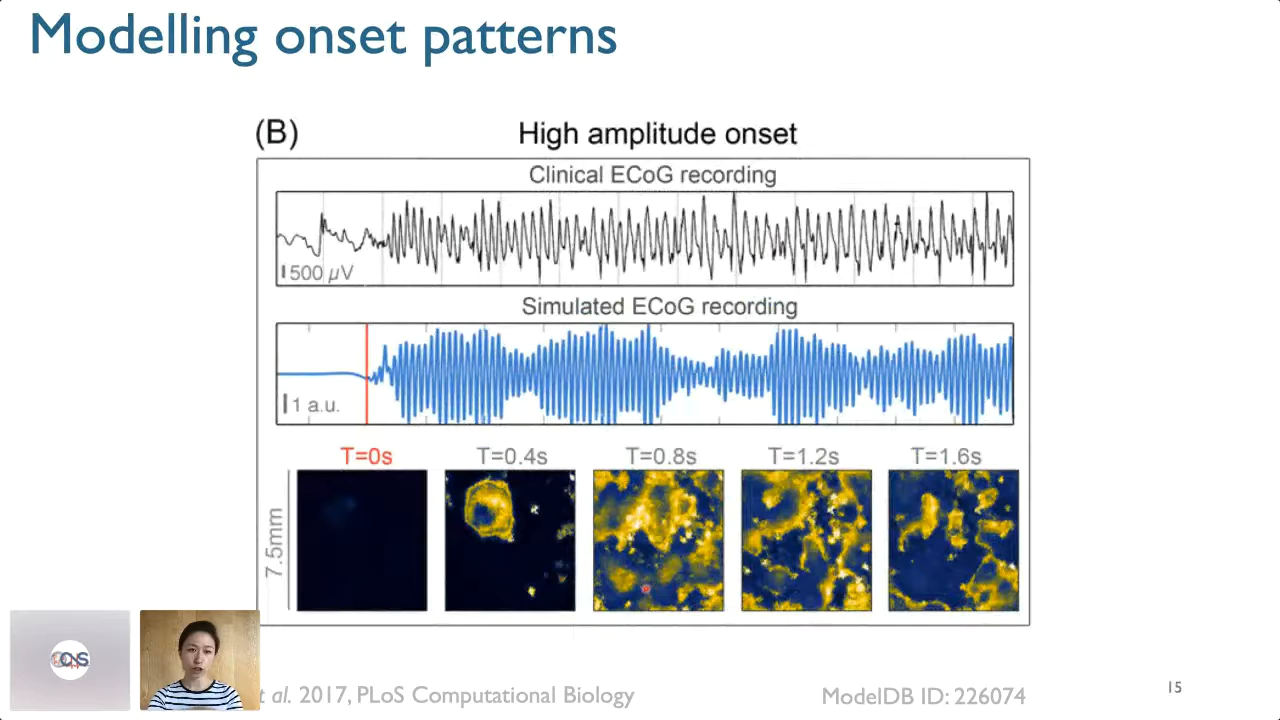 Modelling onset patterns
(B) High amplitude onset
Clinical ECoG recording
500 µV
Simulated ECoG recording
1 a.u.
T=0s T=0.4s T=0.8s T=1.2s T=1.6s
7.5mm
et al. 2017, PLoS Computational Biology ModelDB ID: 226074
15